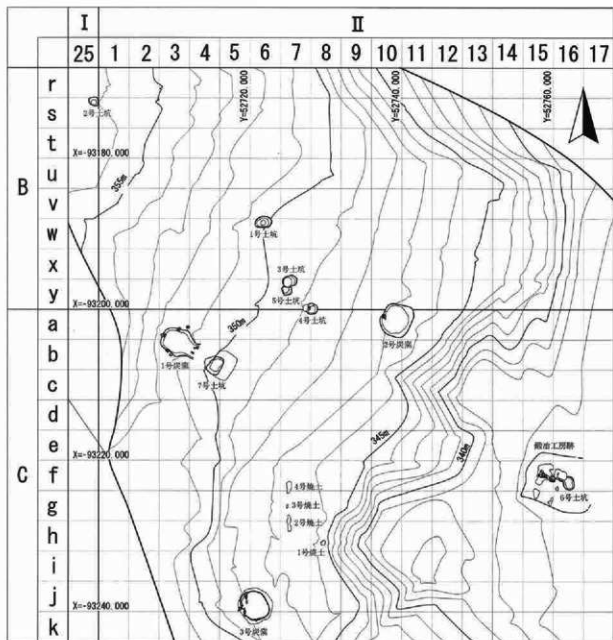 I II
25 1 2 3 4 5 6 7 8 9 10 11 12 13 14 15 16 17
B
r
s
t
u
v
w
x
y
C
a
b
c
d
e
f
g
h
i
j
k
Y=52720.000
Y=52740.000
Y=52760.000
X=-93180.000
X=-93200.000
X=-93220.000
X=-93240.000
355m
350m
345m
340m
2号土坑
1号土坑
3号土坑
5号土坑
4号土坑
1号炭窯
7号土坑
2号炭窯
鍛冶工房跡
6号土坑
4号焼土
3号焼土
2号焼土
1号焼土
3号炭窯